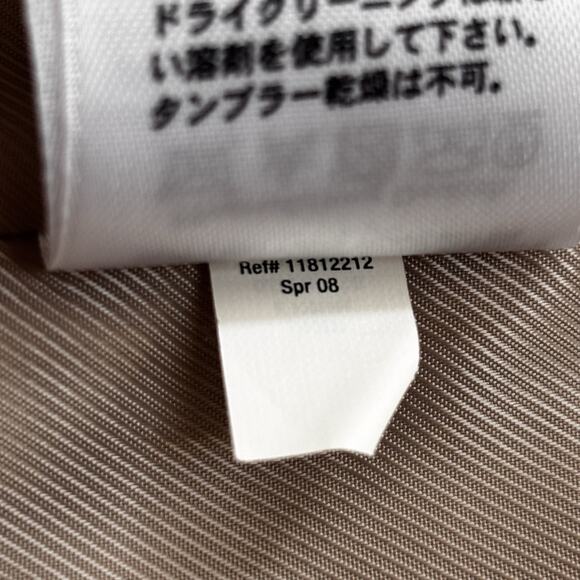 ドライクリーニング
い溶剤を使用して下さい。
タンブラー乾燥は不可。
Ref# 11812212
Spr 08